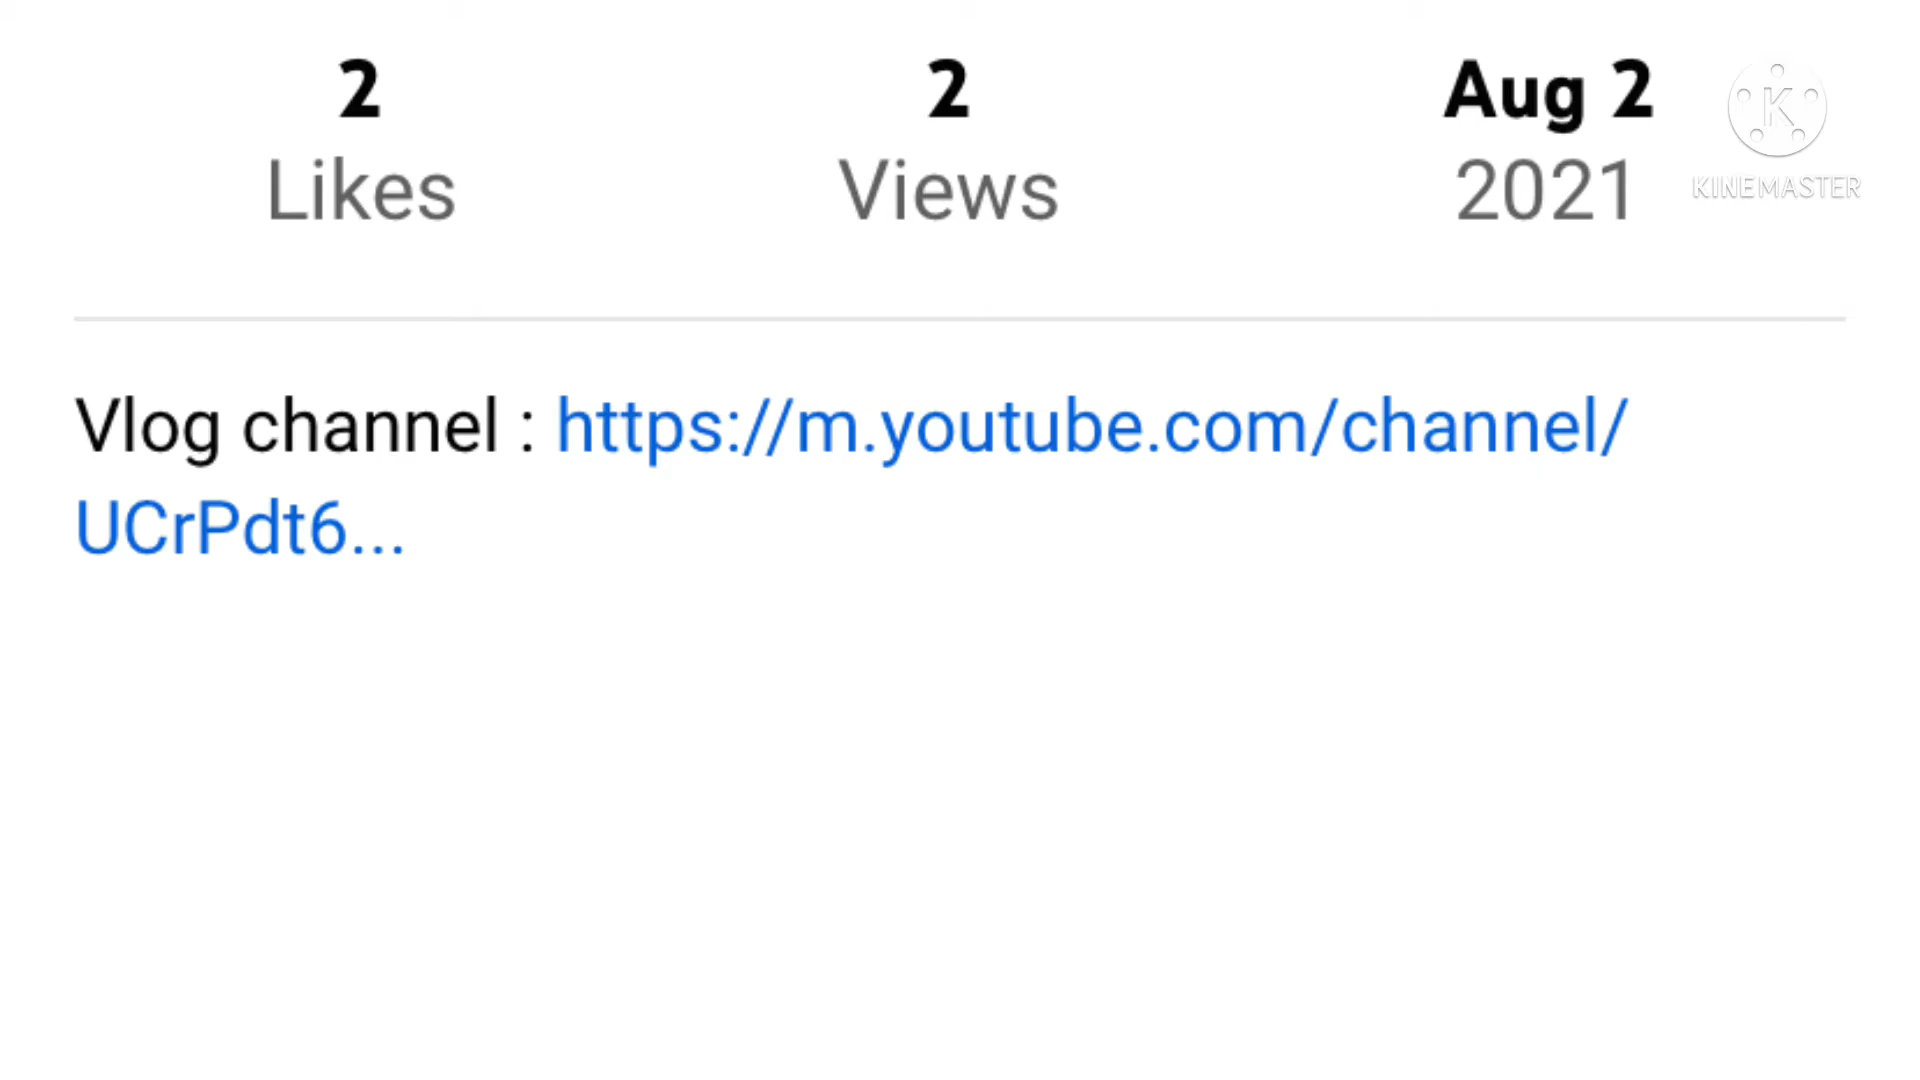 2 2 Aug 2
Likes Views 2021
K
KINEMASTER
Vlog channel : https://m.youtube.com/channel/
UCrPdt6...